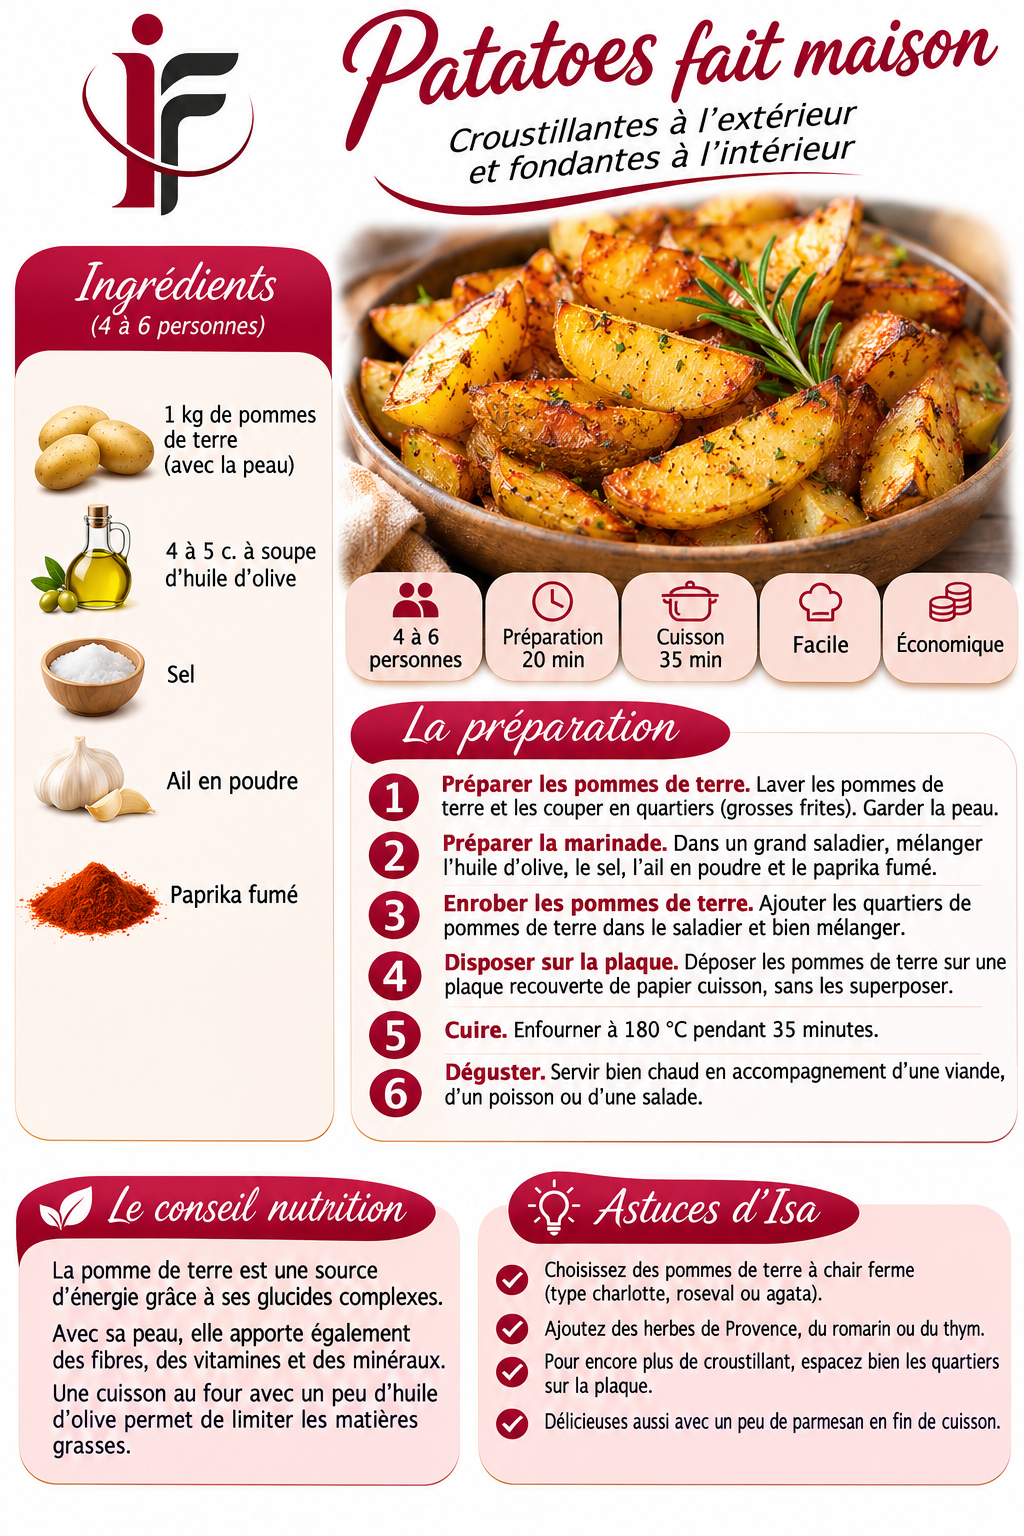 iF
Patatoes fait maison
Croustillantes à l'extérieur
et fondantes à l'intérieur
Ingrédients
(4 à 6 personnes)
1 kg de pommes
de terre
(avec la peau)
4 à 5 c. à soupe
d'huile d'olive
Sel
Ail en poudre
Paprika fumé
4 à 6
personnes
Préparation
20 min
Cuisson
35 min
Facile
Économique
La préparation
1
Préparer les pommes de terre. Laver les pommes de
terre et les couper en quartiers (grosses frites). Garder la peau.
2
Préparer la marinade. Dans un grand saladier, mélanger
l'huile d'olive, le sel, l'ail en poudre et le paprika fumé.
3
Enrober les pommes de terre. Ajouter les quartiers de
pommes de terre dans le saladier et bien mélanger.
4
Disposer sur la plaque. Déposer les pommes de terre sur une
plaque recouverte de papier cuisson, sans les superposer.
5
Cuire. Enfourner à 180 °C pendant 35 minutes.
6
Déguster. Servir bien chaud en accompagnement d'une viande,
d'un poisson ou d'une salade.
Le conseil nutrition
La pomme de terre est une source
d'énergie grâce à ses glucides complexes.
Avec sa peau, elle apporte également
des fibres, des vitamines et des minéraux.
Une cuisson au four avec un peu d'huile
d'olive permet de limiter les matières
grasses.
Astuces d'Isa
Choisissez des pommes de terre à chair ferme
(type charlotte, roseval ou agata).
Ajoutez des herbes de Provence, du romarin ou du thym.
Pour encore plus de croustillant, espacez bien les quartiers
sur la plaque.
Délicieuses aussi avec un peu de parmesan en fin de cuisson.